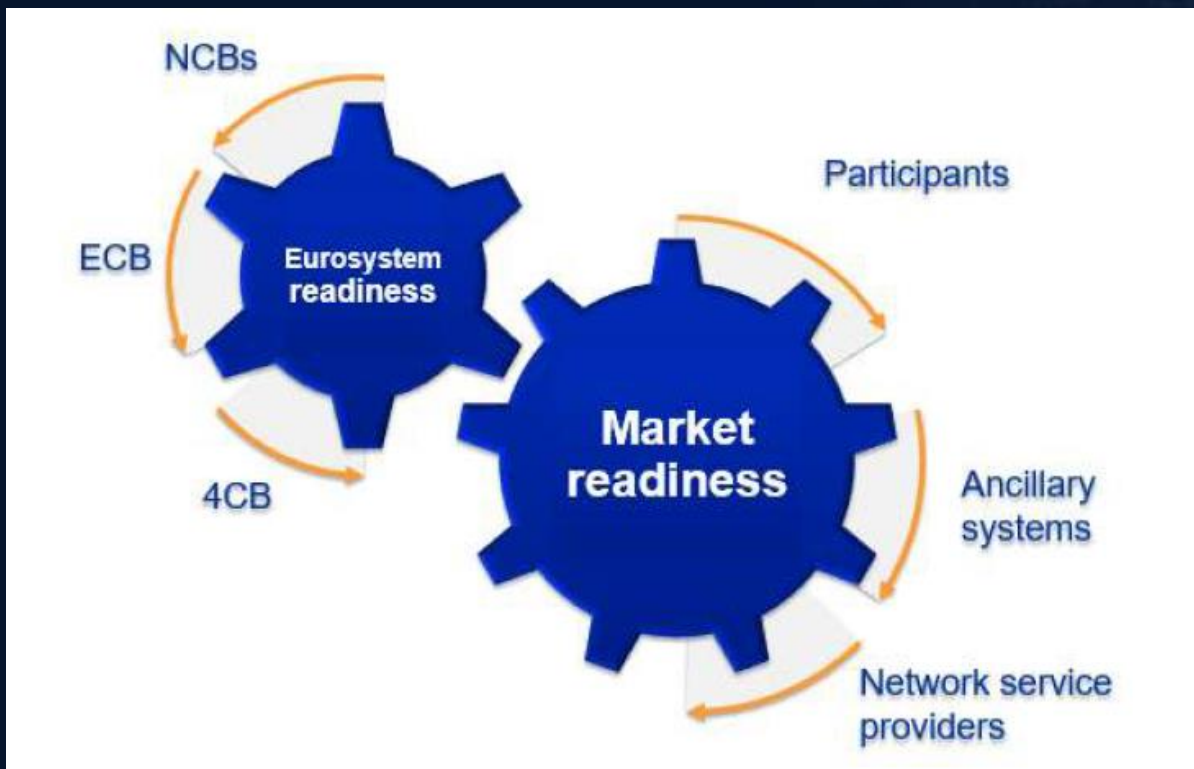 NCBs
ECB
4CB
Eurosystem
readiness
Participants
Market
readiness
Ancillary
systems
Network service
providers